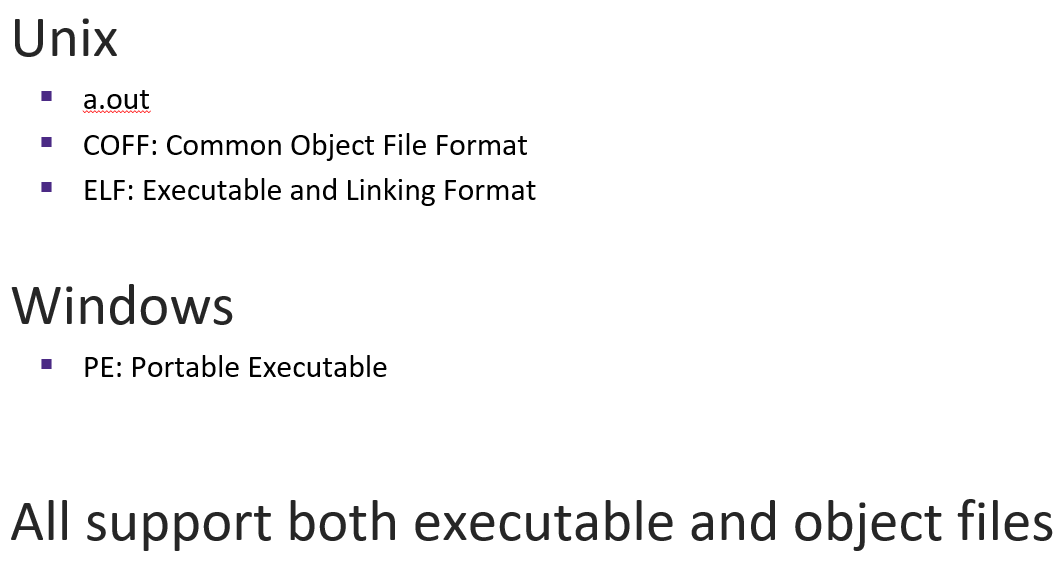 Unix
a.out
COFF: Common Object File Format
ELF: Executable and Linking Format
Windows
PE: Portable Executable
All support both executable and object files